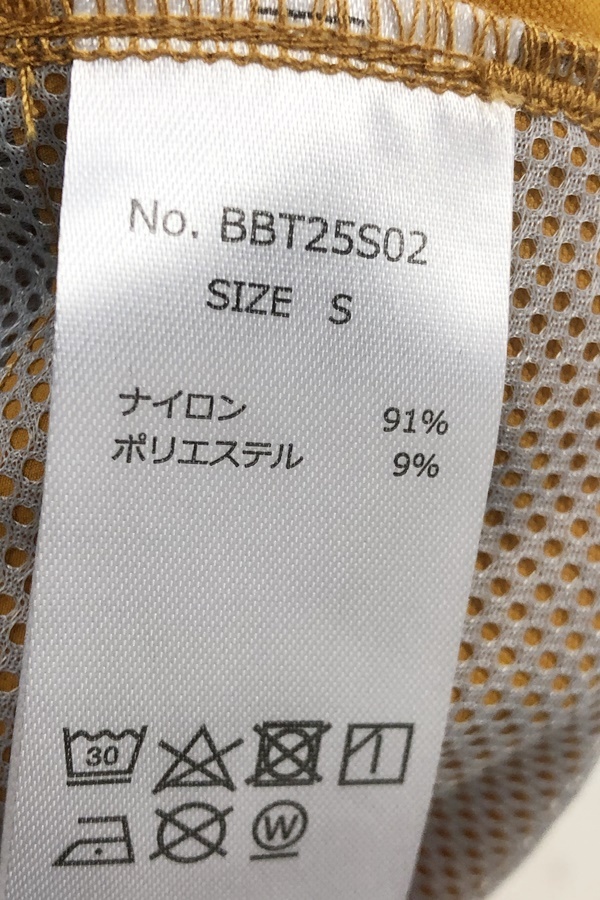 No. BBT25S02
SIZE S
ナイロン 91%
ポリエステル 9%
30
W